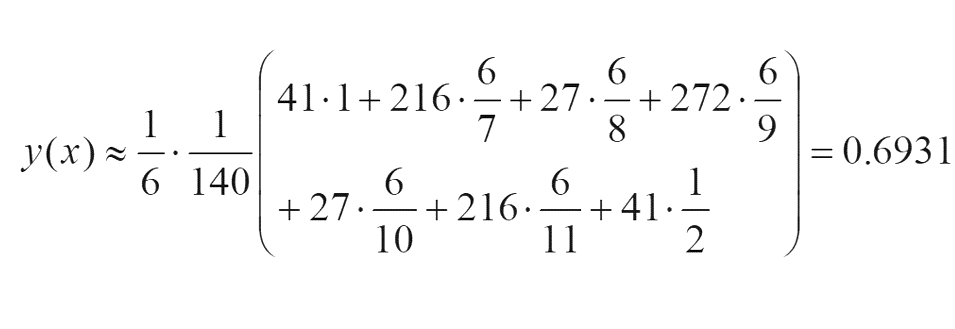 y(x) ≈ 1/6 · 1/140 ( 41·1 + 216 · 6/7 + 27 · 6/8 + 272 · 6/9
+ 27 · 6/10 + 216 · 6/11 + 41 · 1/2 ) = 0.6931